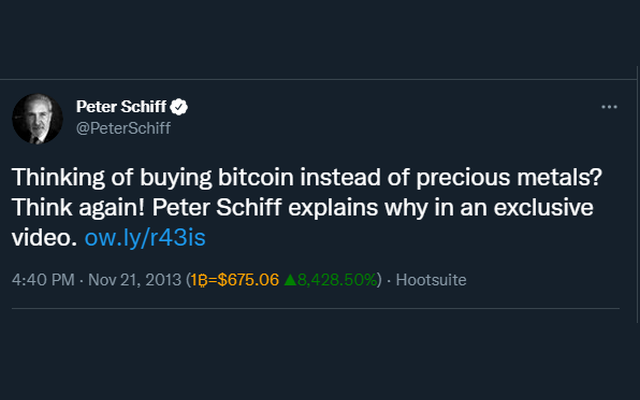 Peter Schiff
@PeterSchiff
Thinking of buying bitcoin instead of precious metals?
Think again! Peter Schiff explains why in an exclusive
video. ow.ly/r43is
4:40 PM · Nov 21, 2013 (1₿=$675.06 ▲8,428.50%) · Hootsuite